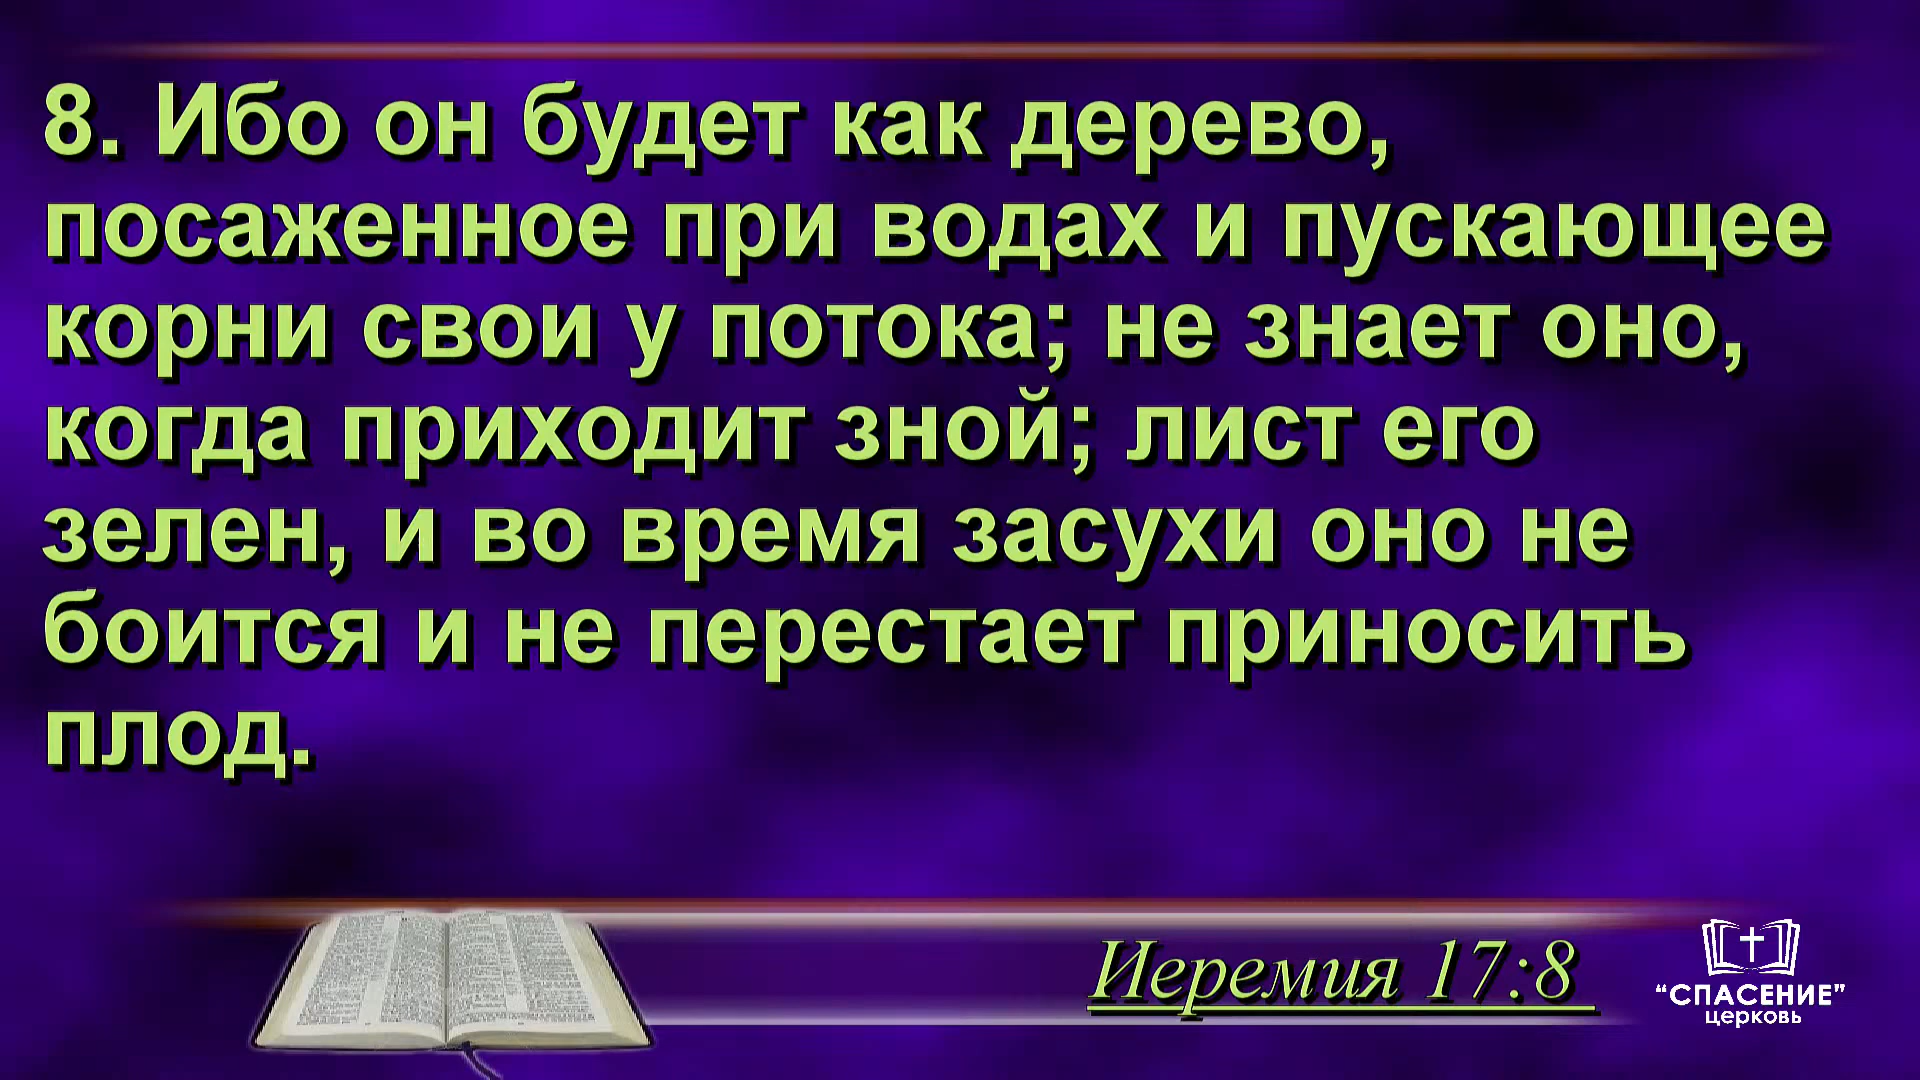 8. Ибо он будет как дерево,
посаженное при водах и пускающее
корни свои у потока; не знает оно,
когда приходит зной; лист его
зелен, и во время засухи оно не
боится и не перестает приносить
плод.
Иеремия 17:8
“СПАСЕНИЕ”
церковь